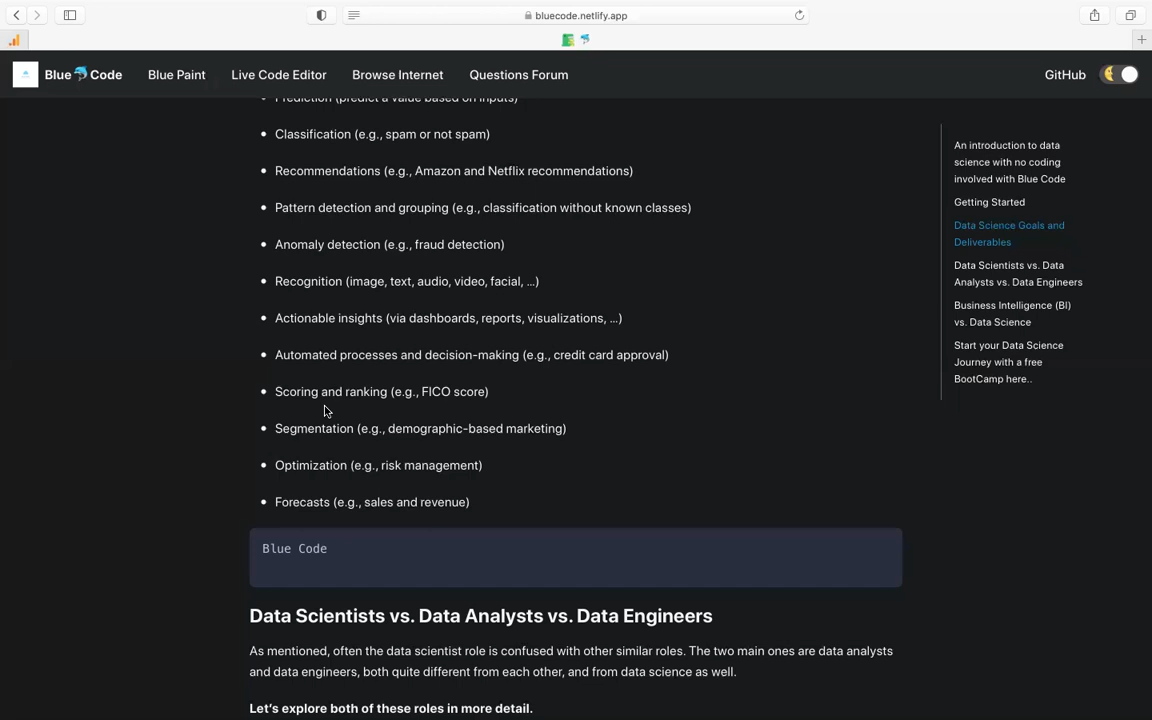 bluecode.netlify.app
Blue🐬Code
Blue Paint
Live Code Editor
Browse Internet
Questions Forum
GitHub
Prediction (predict a value based on inputs)
Classification (e.g., spam or not spam)
Recommendations (e.g., Amazon and Netflix recommendations)
Pattern detection and grouping (e.g., classification without known classes)
Anomaly detection (e.g., fraud detection)
Recognition (image, text, audio, video, facial, ...)
Actionable insights (via dashboards, reports, visualizations, ...)
Automated processes and decision-making (e.g., credit card approval)
Scoring and ranking (e.g., FICO score)
Segmentation (e.g., demographic-based marketing)
Optimization (e.g., risk management)
Forecasts (e.g., sales and revenue)
Blue Code
Data Scientists vs. Data Analysts vs. Data Engineers
As mentioned, often the data scientist role is confused with other similar roles. The two main ones are data analysts
and data engineers, both quite different from each other, and from data science as well.
Let's explore both of these roles in more detail.
An introduction to data
science with no coding
involved with Blue Code
Getting Started
Data Science Goals and
Deliverables
Data Scientists vs. Data
Analysts vs. Data Engineers
Business Intelligence (BI)
vs. Data Science
Start your Data Science
Journey with a free
BootCamp here..